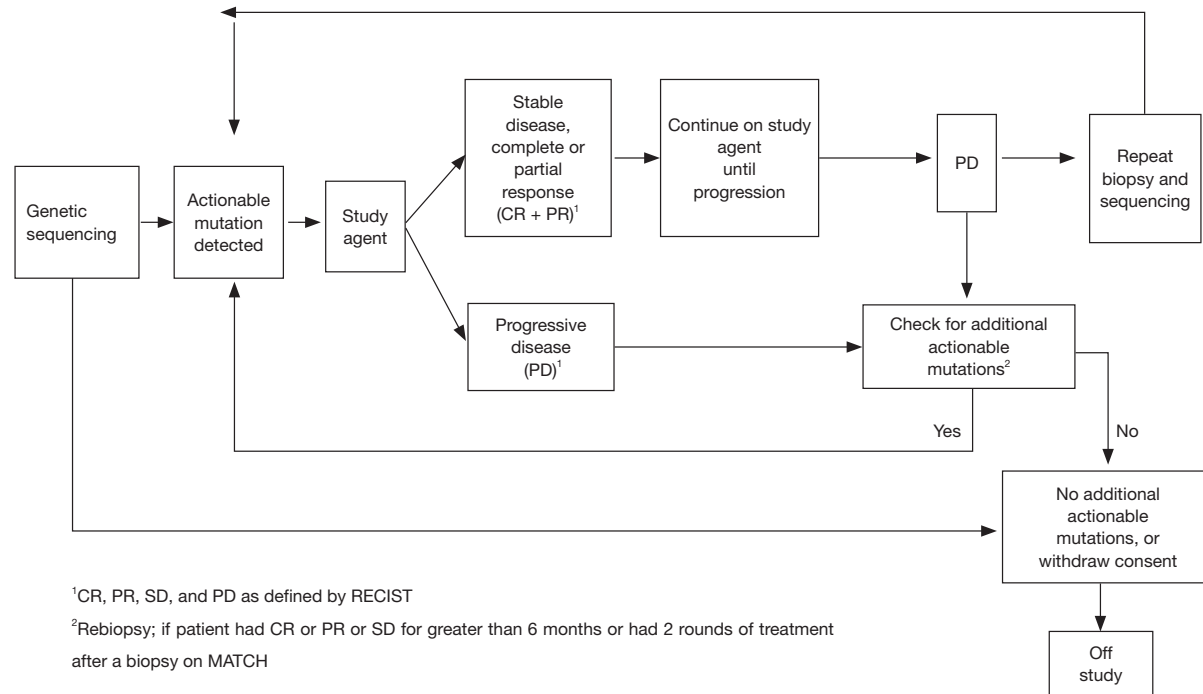 Genetic
sequencing
Actionable
mutation
detected
Study
agent
Stable
disease,
complete or
partial
response
(CR + PR)¹
Continue on study
agent
until
progression
PD
Repeat
biopsy and
sequencing
Progressive
disease
(PD)¹
Check for additional
actionable
mutations²
Yes
No
No additional
actionable
mutations, or
withdraw consent
Off
study
¹CR, PR, SD, and PD as defined by RECIST
²Rebiopsy; if patient had CR or PR or SD for greater than 6 months or had 2 rounds of treatment
after a biopsy on MATCH